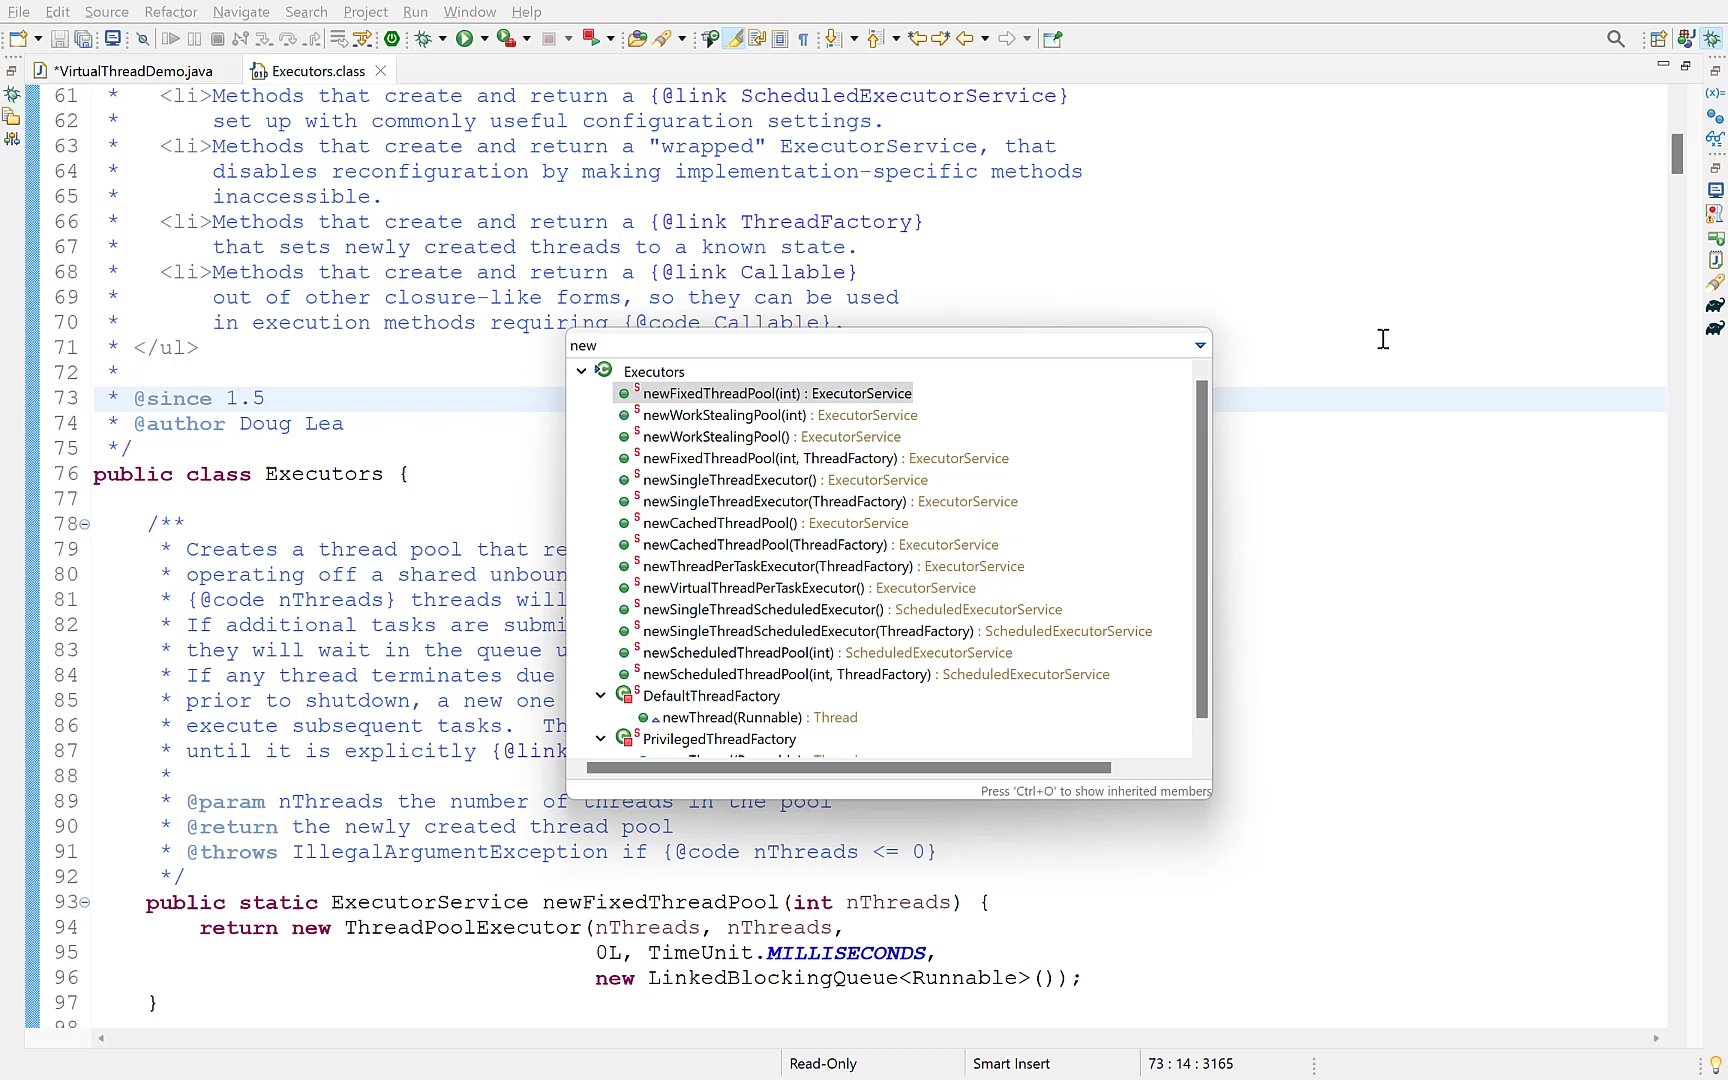 File Edit Source Refactor Navigate Search Project Run Window Help
*VirtualThreadDemo.java
Executors.class
61 *   <li>Methods that create and return a {@link ScheduledExecutorService}
62 *       set up with commonly useful configuration settings.
63 *   <li>Methods that create and return a "wrapped" ExecutorService, that
64 *       disables reconfiguration by making implementation-specific methods
65 *       inaccessible.
66 *   <li>Methods that create and return a {@link ThreadFactory}
67 *       that sets newly created threads to a known state.
68 *   <li>Methods that create and return a {@link Callable}
69 *       out of other closure-like forms, so they can be used
70 *       in execution methods requiring {@code Callable}.
71 * </ul>
72 *
73 * @since 1.5
74 * @author Doug Lea
75 */
76 public class Executors {
77
78 /**
79 * Creates a thread pool that re
80 * operating off a shared unboun
81 * {@code nThreads} threads will
82 * If additional tasks are submi
83 * they will wait in the queue u
84 * If any thread terminates due
85 * prior to shutdown, a new one
86 * execute subsequent tasks.  Th
87 * until it is explicitly {@link
88 *
89 * @param nThreads the number of threads in the pool
90 * @return the newly created thread pool
91 * @throws IllegalArgumentException if {@code nThreads <= 0}
92 */
93 public static ExecutorService newFixedThreadPool(int nThreads) {
94 return new ThreadPoolExecutor(nThreads, nThreads,
95 0L, TimeUnit.MILLISECONDS,
96 new LinkedBlockingQueue<Runnable>());
97 }
98
new
Executors
newFixedThreadPool(int) : ExecutorService
newWorkStealingPool(int) : ExecutorService
newWorkStealingPool() : ExecutorService
newFixedThreadPool(int, ThreadFactory) : ExecutorService
newSingleThreadExecutor() : ExecutorService
newSingleThreadExecutor(ThreadFactory) : ExecutorService
newCachedThreadPool() : ExecutorService
newCachedThreadPool(ThreadFactory) : ExecutorService
newThreadPerTaskExecutor(ThreadFactory) : ExecutorService
newVirtualThreadPerTaskExecutor() : ExecutorService
newSingleThreadScheduledExecutor() : ScheduledExecutorService
newSingleThreadScheduledExecutor(ThreadFactory) : ScheduledExecutorService
newScheduledThreadPool(int) : ScheduledExecutorService
newScheduledThreadPool(int, ThreadFactory) : ScheduledExecutorService
DefaultThreadFactory
newThread(Runnable) : Thread
PrivilegedThreadFactory
Press 'Ctrl+O' to show inherited members
Read-Only
Smart Insert
73 : 14 : 3165